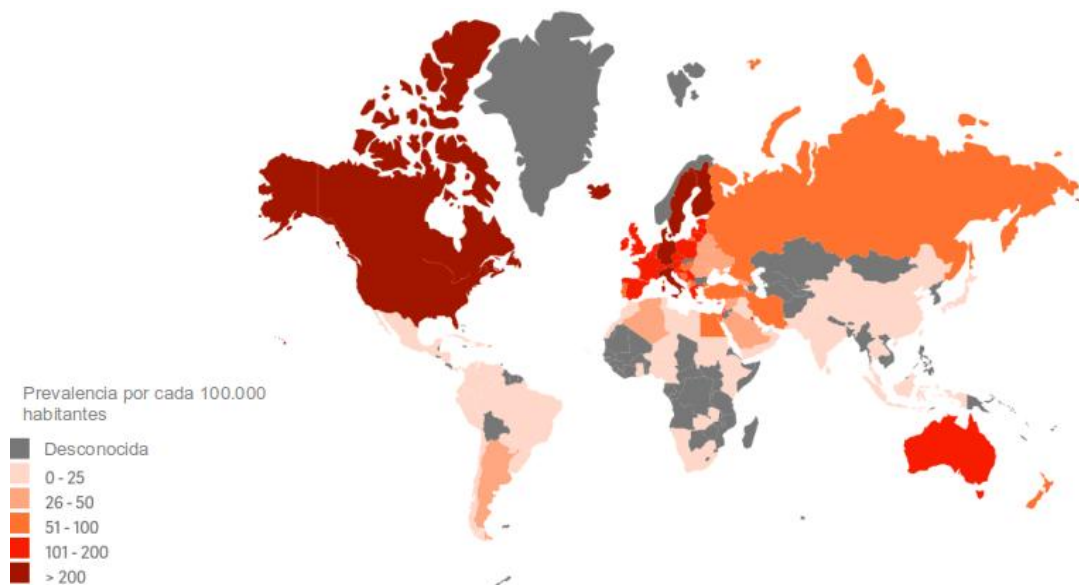 Prevalencia por cada 100.000
habitantes
Desconocida
0 - 25
26 - 50
51 - 100
101 - 200
> 200